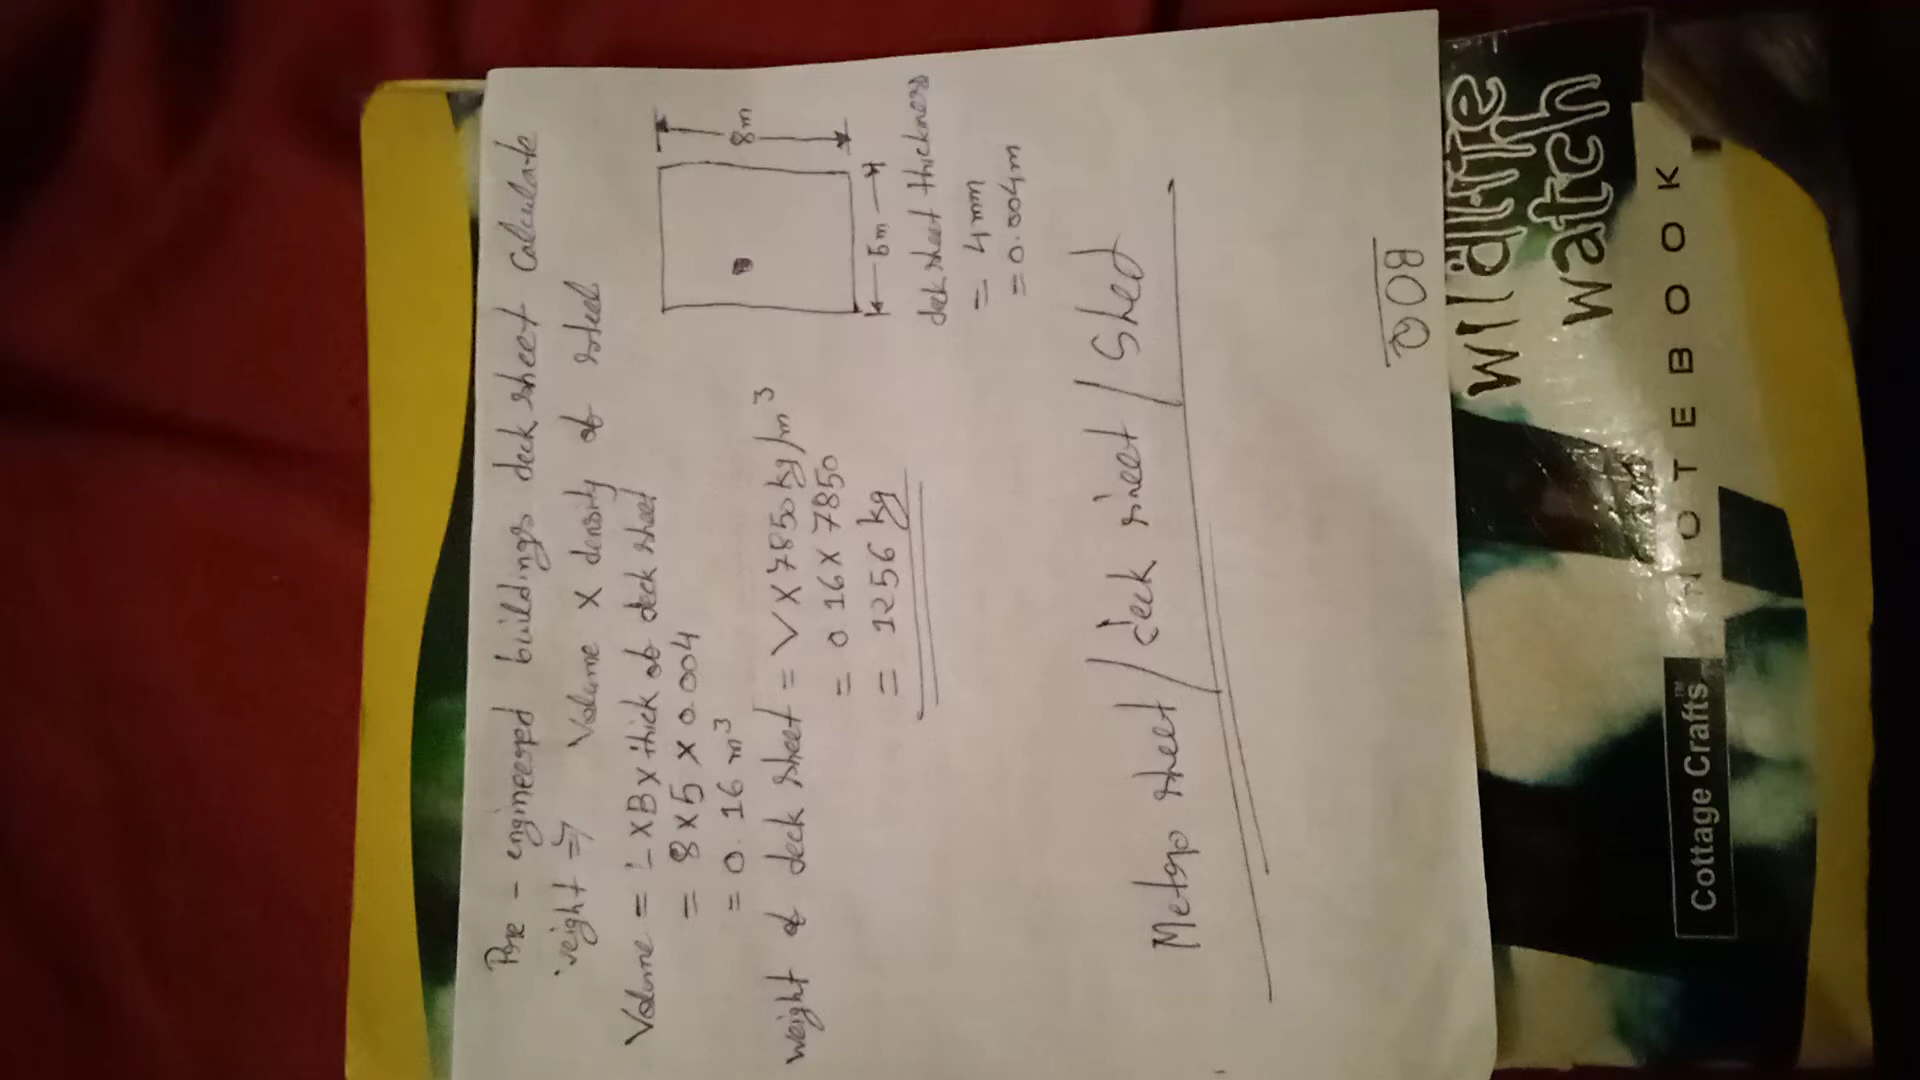 Pre - engineered buildings deck sheet Calculate
weight ⇒ Volume x density of steel
Volume = L x B x thick of deck sheet
= 8 x 5 x 0.004
= 0.16 m³
weight of deck sheet = V x 7850 kg/m³
= 0.16 x 7850
= 1256 kg
8m
5m
deck sheet thickness
= 4mm
= 0.004m
Metro sheet / deck sheet / Shed
BOQ
wildlife
watch
NOTEBOOK
Cottage Crafts™